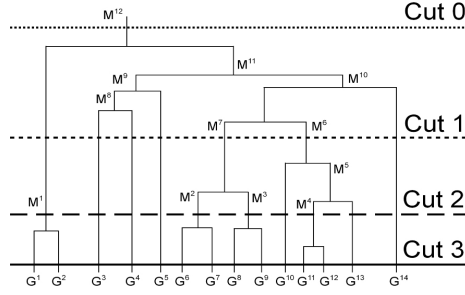 M12 Cut 0
M11
M9 M10
M8
M7 M6 Cut 1
M5
M1 M2 M3 M4 Cut 2
Cut 3
G1 G2 G3 G4 G5 G6 G7 G8 G9 G10 G11 G12 G13 G14